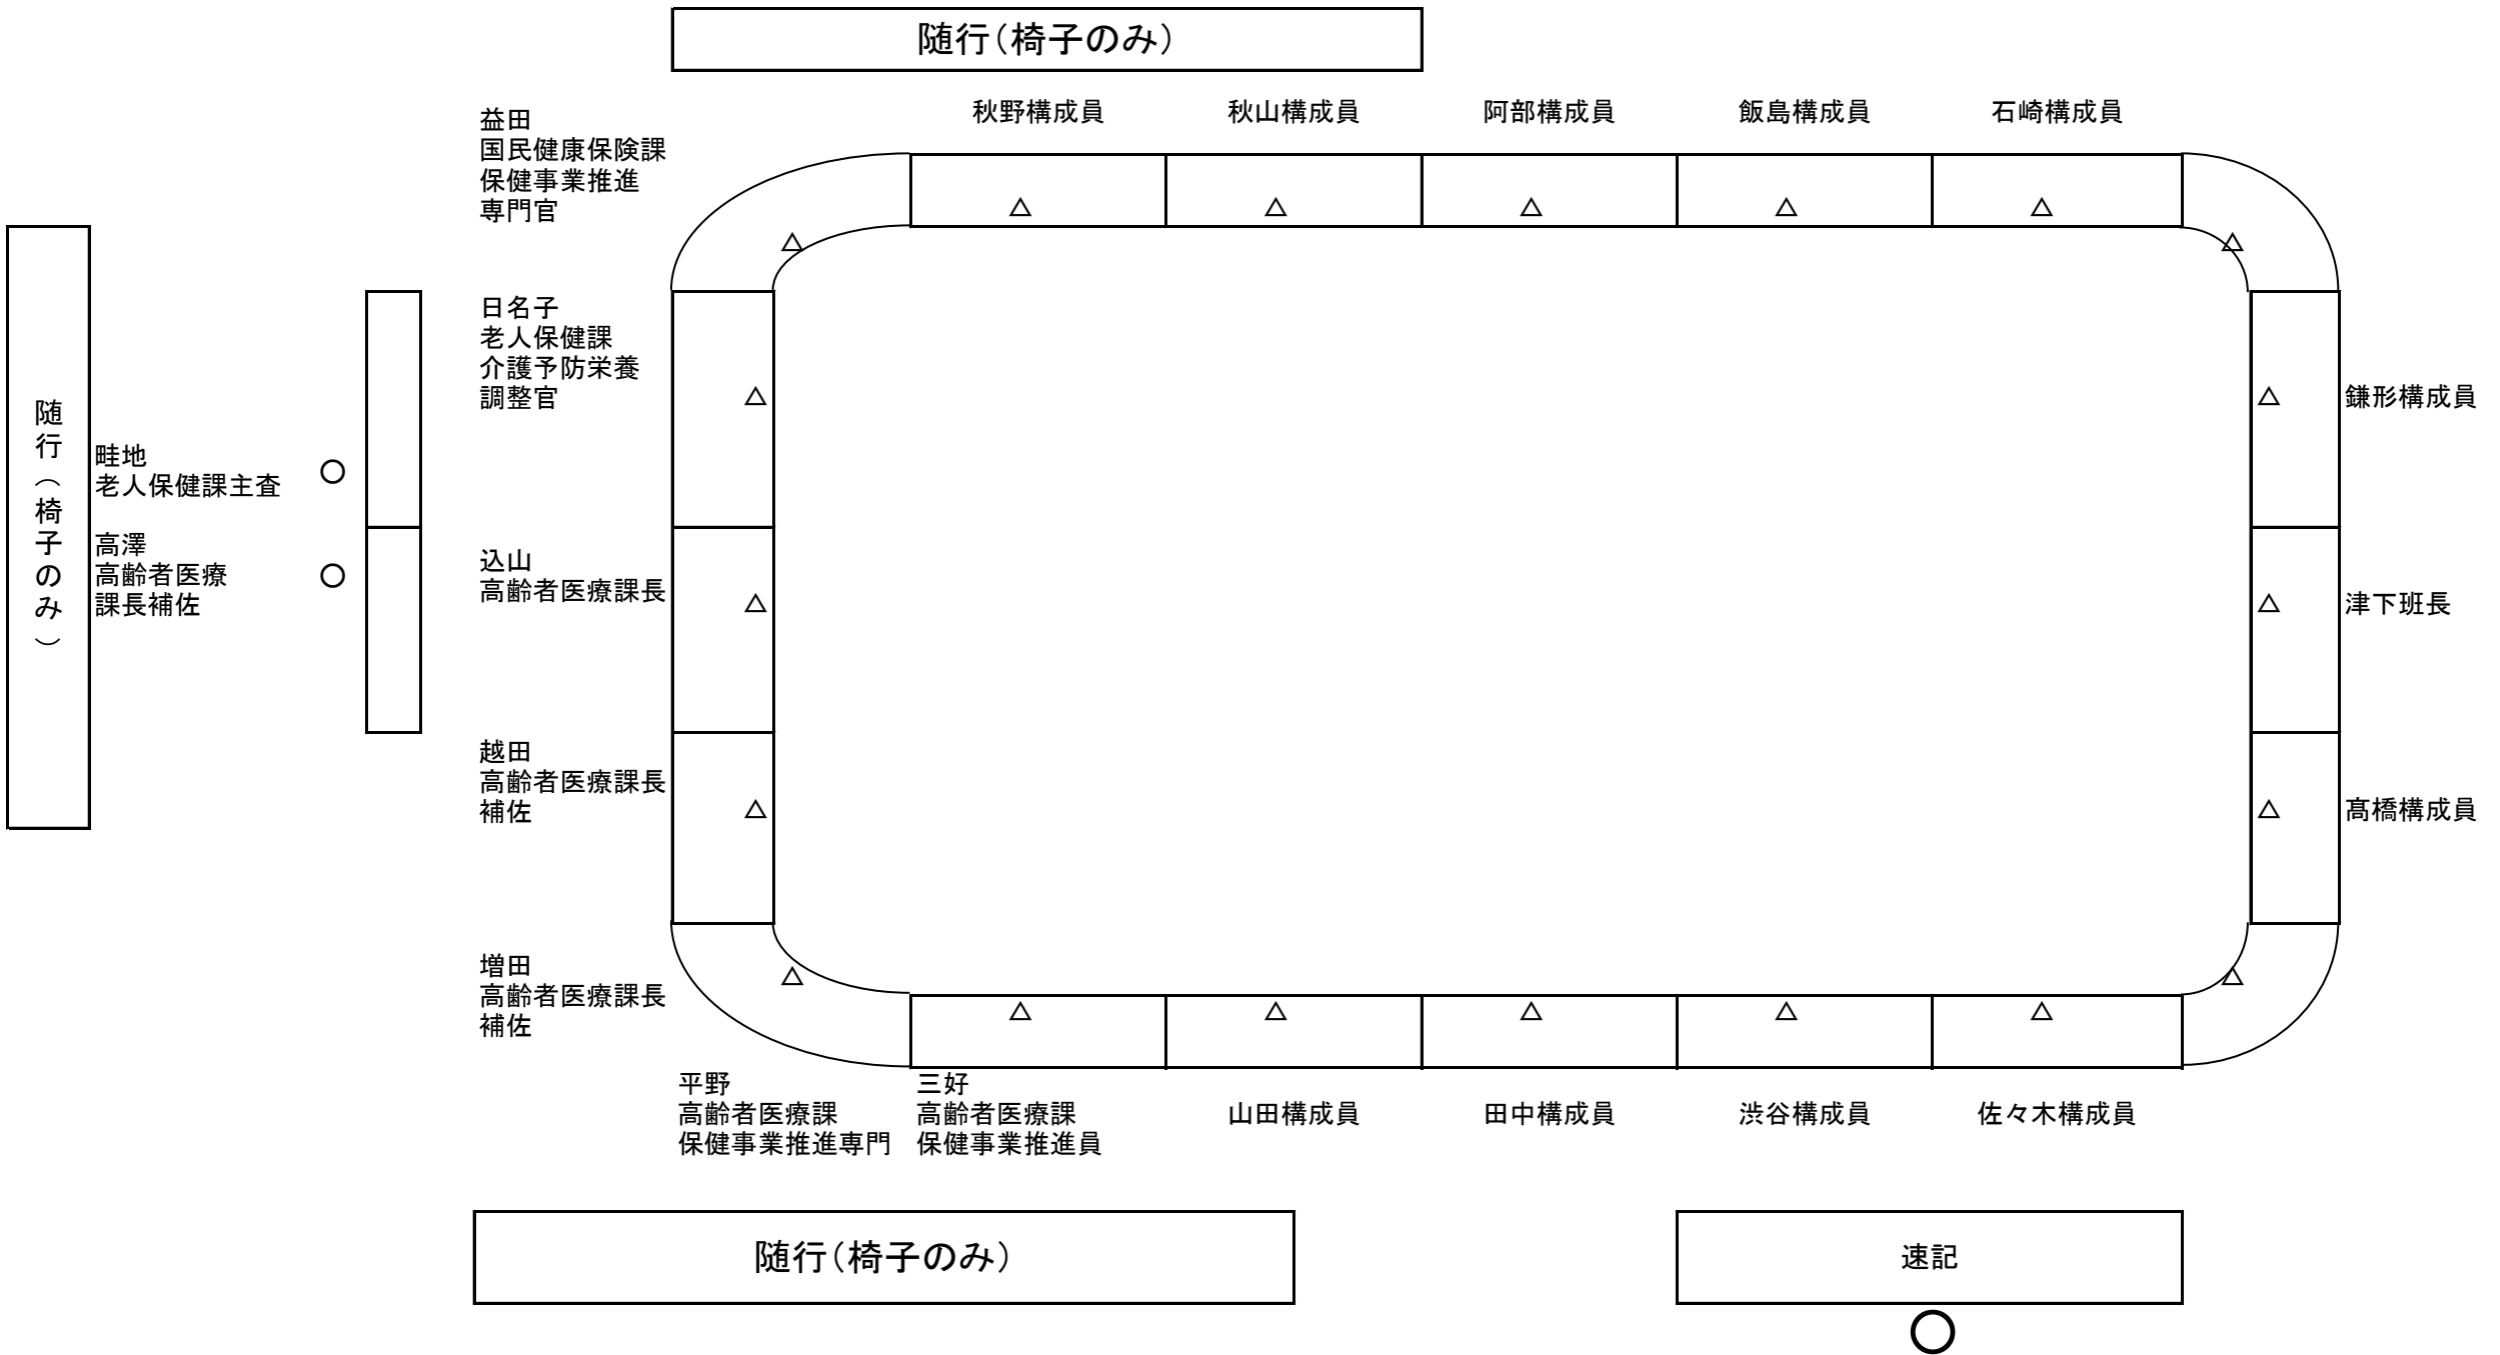 随行（椅子のみ）
秋野構成員
秋山構成員
阿部構成員
飯島構成員
石崎構成員
益田
国民健康保険課
保健事業推進
専門官
△
△
△
△
△
△
△
日名子
老人保健課
介護予防栄養
調整官
△
△
鎌形構成員
随行（椅子のみ）
畦地
老人保健課主査
○
高澤
高齢者医療
課長補佐
○
込山
高齢者医療課長
△
△
津下班長
越田
高齢者医療課長
補佐
△
△
髙橋構成員
増田
高齢者医療課長
補佐
△
△
△
△
△
△
△
平野
高齢者医療課
保健事業推進専門
三好
高齢者医療課
保健事業推進員
山田構成員
田中構成員
渋谷構成員
佐々木構成員
随行（椅子のみ）
速記
○